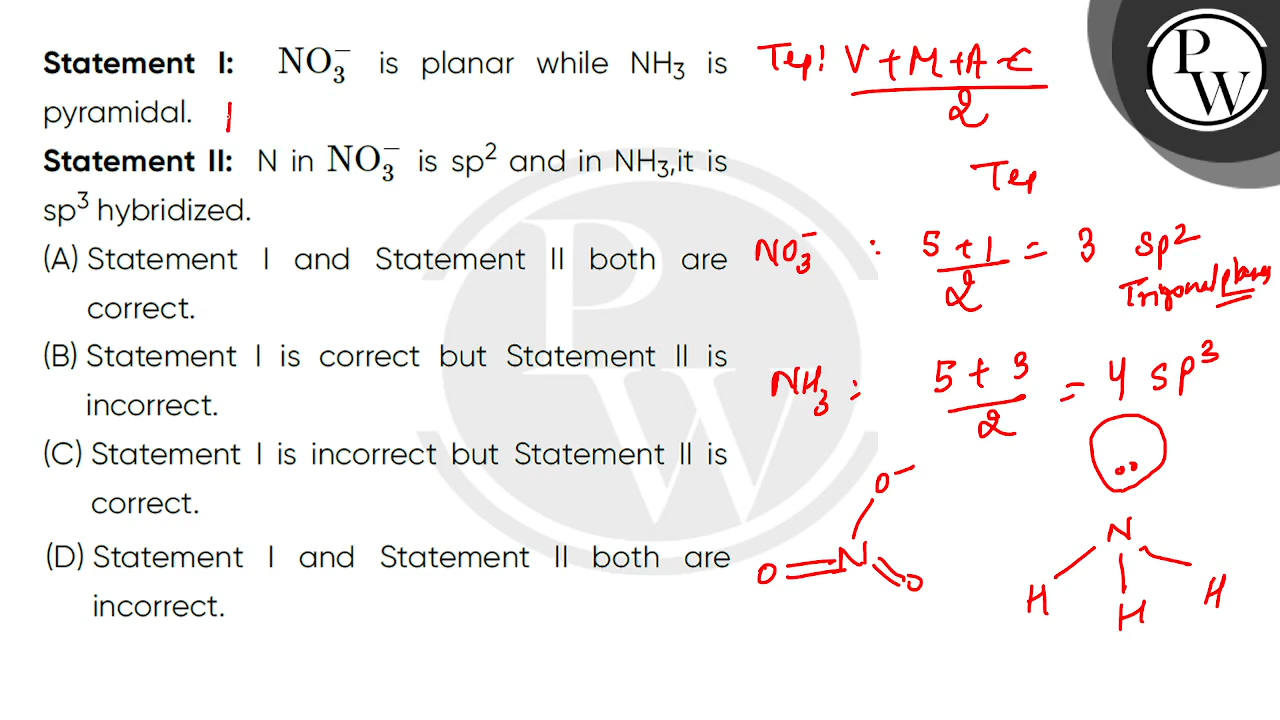 Statement I: NO₃⁻ is planar while NH₃ is
pyramidal.
Statement II: N in NO₃⁻ is sp² and in NH₃,it is
sp³ hybridized.
(A) Statement I and Statement II both are
correct.
(B) Statement I is correct but Statement II is
incorrect.
(C) Statement I is incorrect but Statement II is
correct.
(D) Statement I and Statement II both are
incorrect.
V + M + A - C
2
NO₃⁻ : 5 + 1 = 3 sp²
2
Trigonal planar
NH₃ : 5 + 3 = 4 sp³
2
O⁻
O N O
N
H H H
P
W
P
W